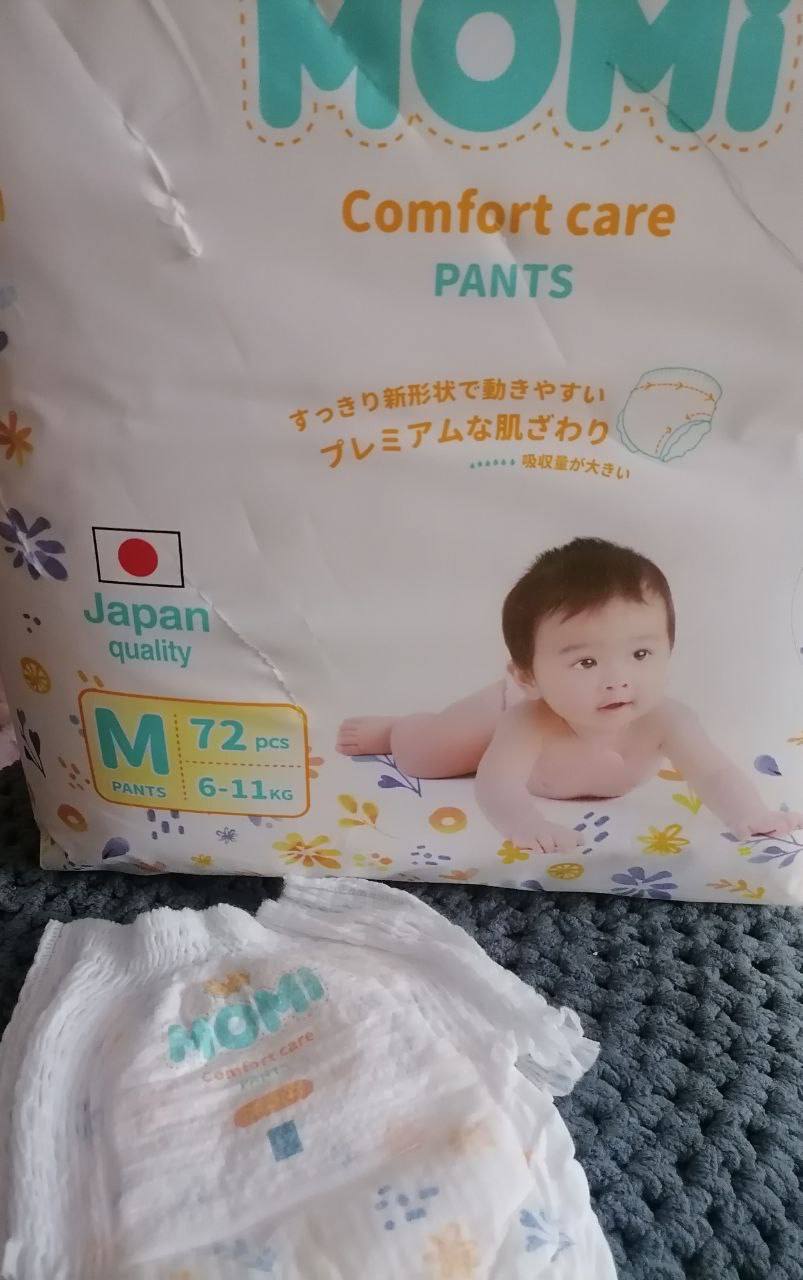 MOMi
Comfort care
PANTS
すっきり新形状で動きやすい
プレミアムな肌ざわり
吸収量が大きい
Japan
quality
M
PANTS
72 pcs
6-11KG
MOMi
Comfort care
PANTS